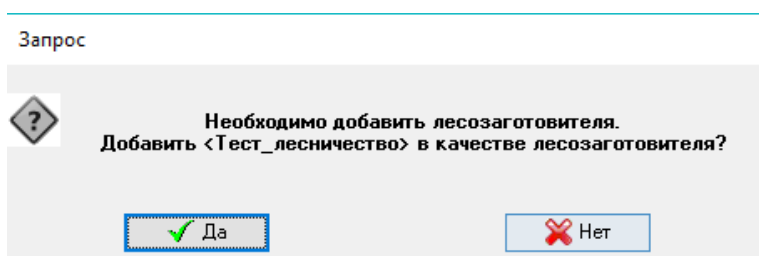 Запрос
Необходимо добавить лесозаготовителя.
Добавить <Тест_лесничество> в качестве лесозаготовителя?
Да
Нет